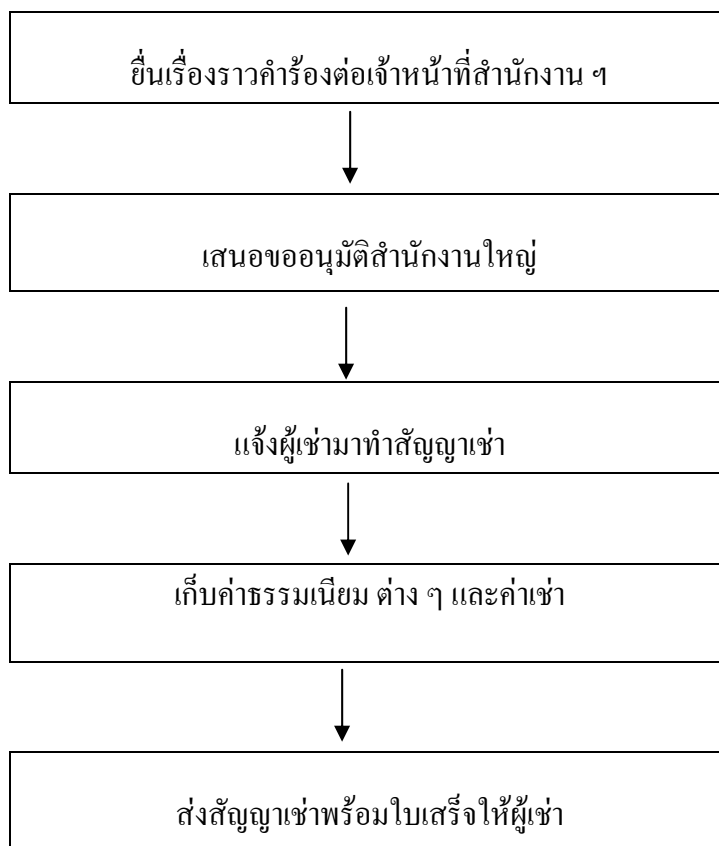 ยื่นเรื่องราวคำร้องต่อเจ้าหน้าที่สำนักงาน ฯ
เสนอขออนุมัติสำนักงานใหญ่
แจ้งผู้เช่ามาทำสัญญาเช่า
เก็บค่าธรรมเนียม ต่าง ๆ และค่าเช่า
ส่งสัญญาเช่าพร้อมใบเสร็จให้ผู้เช่า